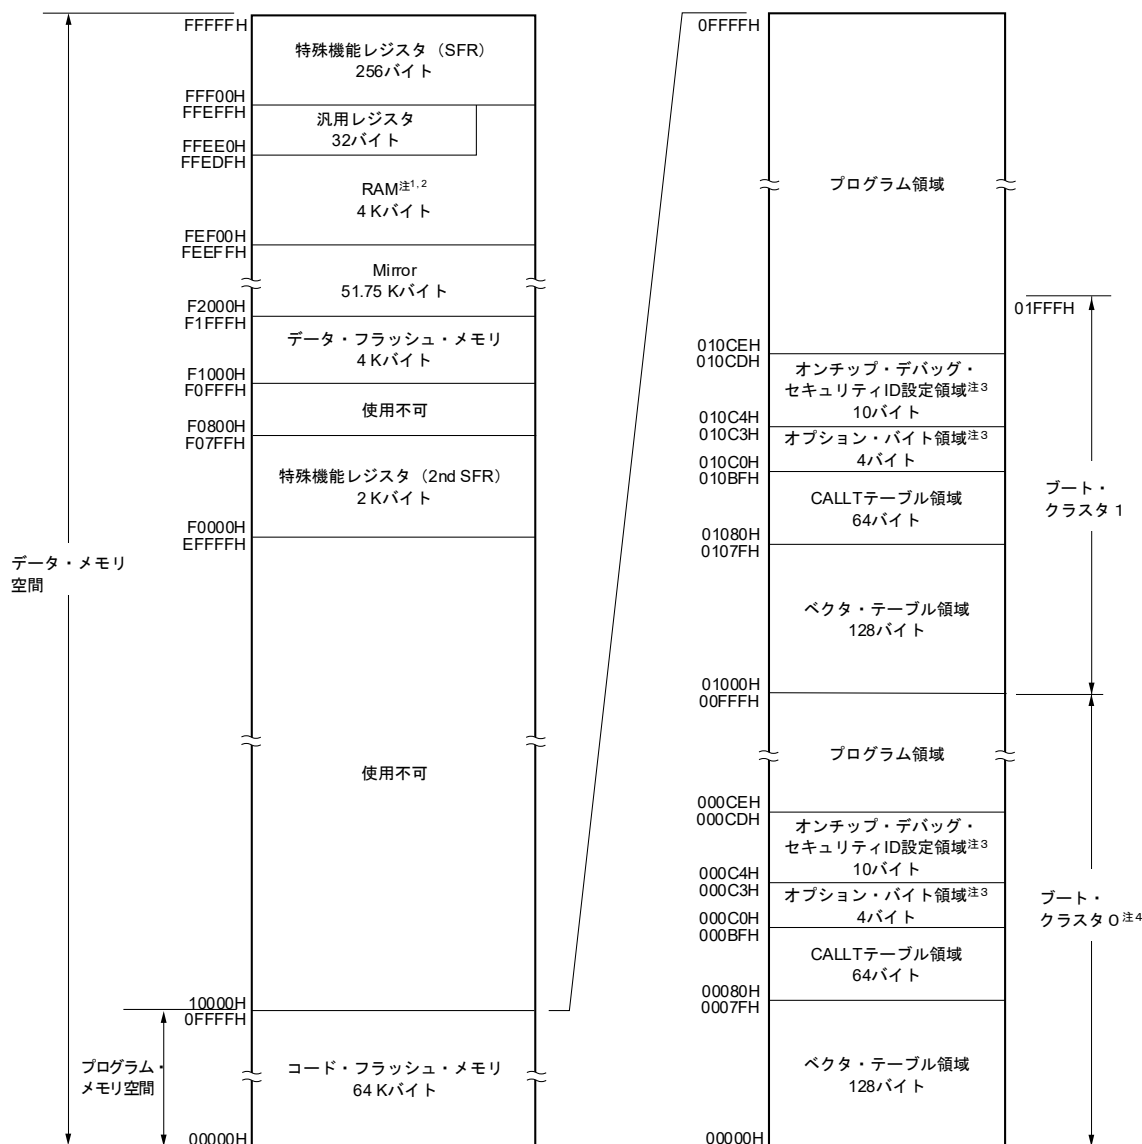 FFFFFH
特殊機能レジスタ（SFR）
256バイト
FFF00H
FFEFFH
汎用レジスタ
32バイト
FFEE0H
FFEDFH
RAM注1, 2
4 Kバイト
FEF00H
FEEFFH
Mirror
51.75 Kバイト
F2000H
F1FFFH
データ・フラッシュ・メモリ
4 Kバイト
F1000H
F0FFFH
使用不可
F0800H
F07FFH
特殊機能レジスタ（2nd SFR）
2 Kバイト
F0000H
EFFFFH
データ・メモリ
空間
使用不可
10000H
0FFFFH
プログラム・
メモリ空間
コード・フラッシュ・メモリ
64 Kバイト
00000H
0FFFFH
プログラム領域
01FFFH
010CEH
010CDH
オンチップ・デバッグ・
セキュリティID設定領域注3
10バイト
010C4H
010C3H
オプション・バイト領域注3
4バイト
010C0H
010BFH
CALLTテーブル領域
64バイト
ブート・
クラスタ1
01080H
0107FH
ベクタ・テーブル領域
128バイト
01000H
00FFFH
プログラム領域
000CEH
000CDH
オンチップ・デバッグ・
セキュリティID設定領域注3
10バイト
000C4H
000C3H
オプション・バイト領域注3
4バイト
ブート・
クラスタ0注4
000C0H
000BFH
CALLTテーブル領域
64バイト
00080H
0007FH
ベクタ・テーブル領域
128バイト
00000H